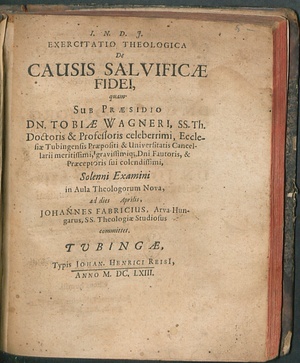 I. N. D. J.
EXERCITATIO THEOLOGICA
De
CAUSIS SALVIFICÆ
FIDEI,
quam
SUB PRÆSIDIO
DN. TOBIÆ WAGNERI, SS. Th.
Doctoris & Professoris celeberrimi, Eccle-
siæ Tubingensis Præpositi & Universitatis Cancel-
larii meritissimi, gravissimiq;, Dni Fautoris, &
Præceptoris sui colendissimi,
Solenni Examini
in Aula Theologorum Nova,
ad diem Aprilis,
JOHANNES FABRICIUS, Arva-Hun-
garus, SS. Theologiæ Studiosus
committet.
TUBINGÆ,
Typis JOHAN. HENRICI REISI,
ANNO M. DC. LXIII.